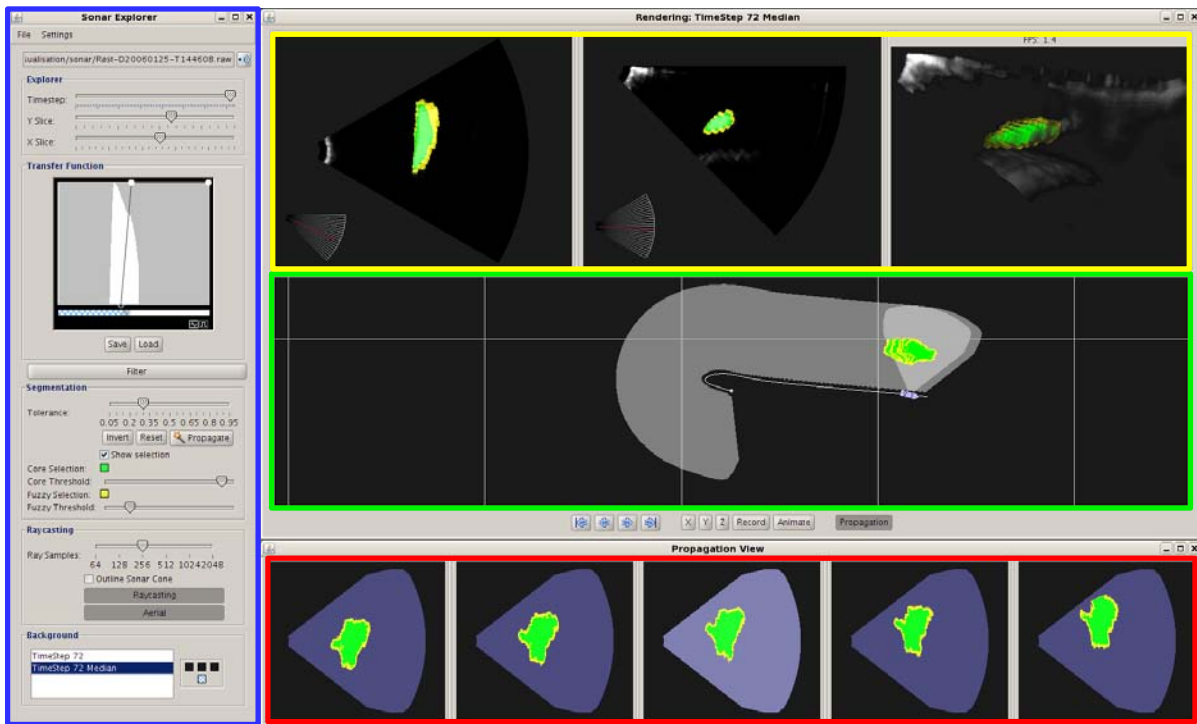 Sonar Explorer
File Settings
ualisation/sonar/Røst-D20060125-T144608.raw
Explorer
Timestep:
Y Slice:
X Slice:
Transfer Function
Save Load
Filter
Segmentation
Tolerance:
0.05 0.2 0.35 0.5 0.65 0.8 0.95
Invert Reset Propagate
Show selection
Core Selection:
Core Threshold:
Fuzzy Selection:
Fuzzy Threshold:
Raycasting
Ray Samples:
64 128 256 512 1024 2048
Outline Sonar Cone
Raycasting
Aerial
Background
TimeStep 72
TimeStep 72 Median
Rendering: TimeStep 72 Median
FPS: 1.4
X Y Z Record Animate Propagation
Propagation View